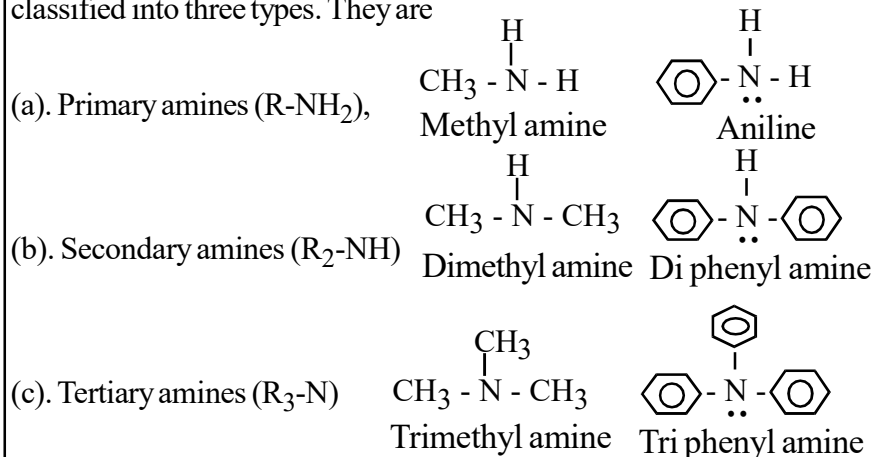 classified into three types. They are
H H
(a). Primary amines (R-NH2), CH3 - N - H - N - H
Methyl amine Aniline
H H
(b). Secondary amines (R2-NH) CH3 - N - CH3 - N -
Dimethyl amine Di phenyl amine
CH3
(c). Tertiary amines (R3-N) CH3 - N - CH3 - N -
Trimethyl amine Tri phenyl amine